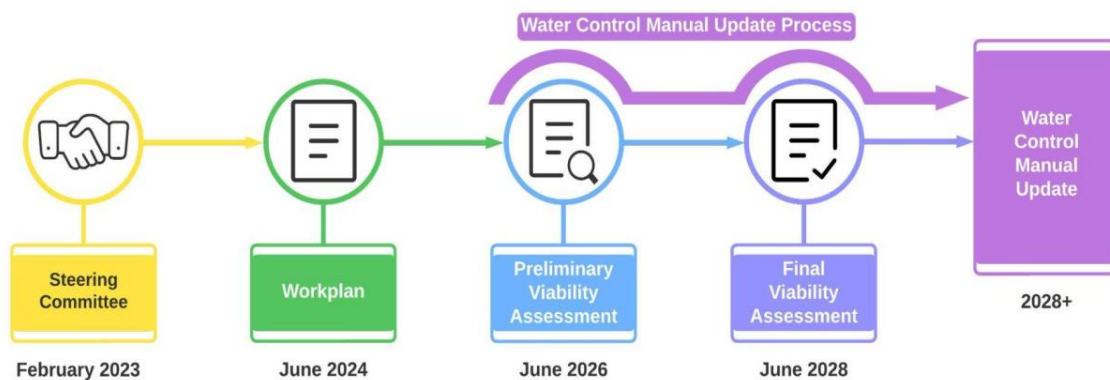 Water Control Manual Update Process
Steering
Committee
February 2023
Workplan
June 2024
Preliminary
Viability
Assessment
June 2026
Final
Viability
Assessment
June 2028
Water
Control
Manual
Update
2028+